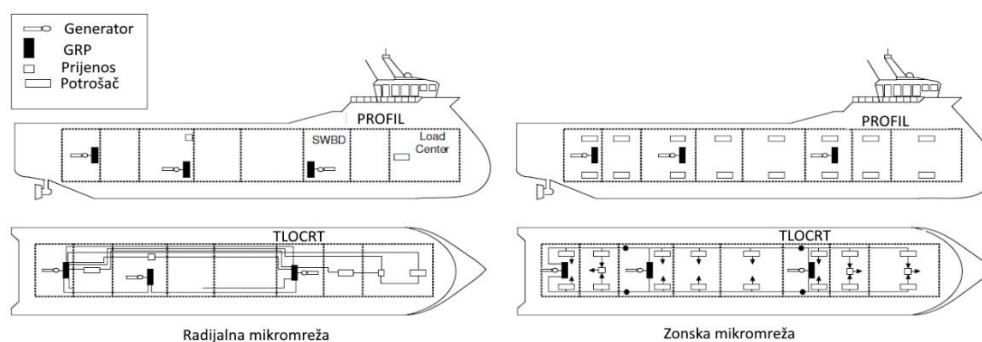 Generator
GRP
Prijenos
Potrošač
PROFIL
SWBD
Load
Center
PROFIL
TLOCRT
TLOCRT
Radijalna mikromreža
Zonska mikromreža